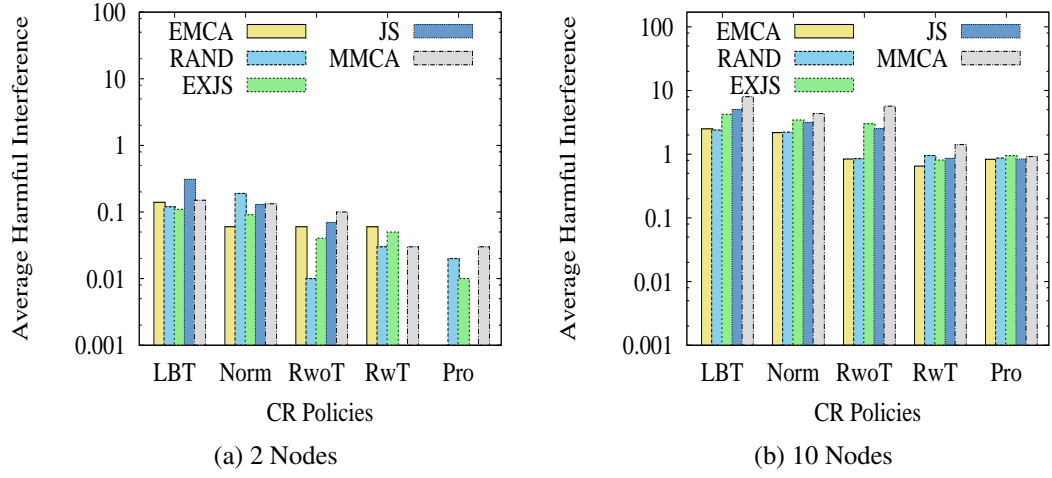 Average Harmful Interference
100
10
1
0.1
0.01
0.001
EMCA
RAND
EXJS
JS
MMCA
LBT Norm RwoT RwT Pro
CR Policies
(a) 2 Nodes
Average Harmful Interference
100
10
1
0.1
0.01
0.001
EMCA
RAND
EXJS
JS
MMCA
LBT Norm RwoT RwT Pro
CR Policies
(b) 10 Nodes